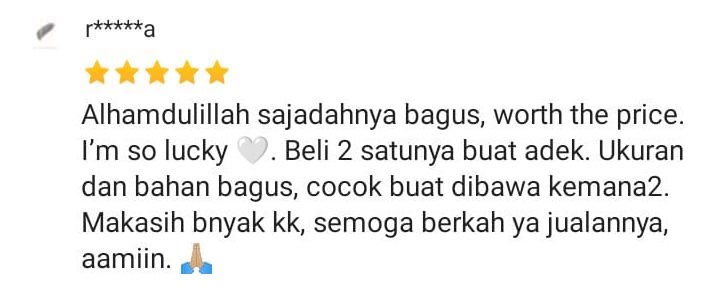 r*****a
Alhamdulillah sajadahnya bagus, worth the price.
I'm so lucky 🤍. Beli 2 satunya buat adek. Ukuran
dan bahan bagus, cocok buat dibawa kemana2.
Makasih bnyak kk, semoga berkah ya jualannya,
aamiin. 🙏🏼